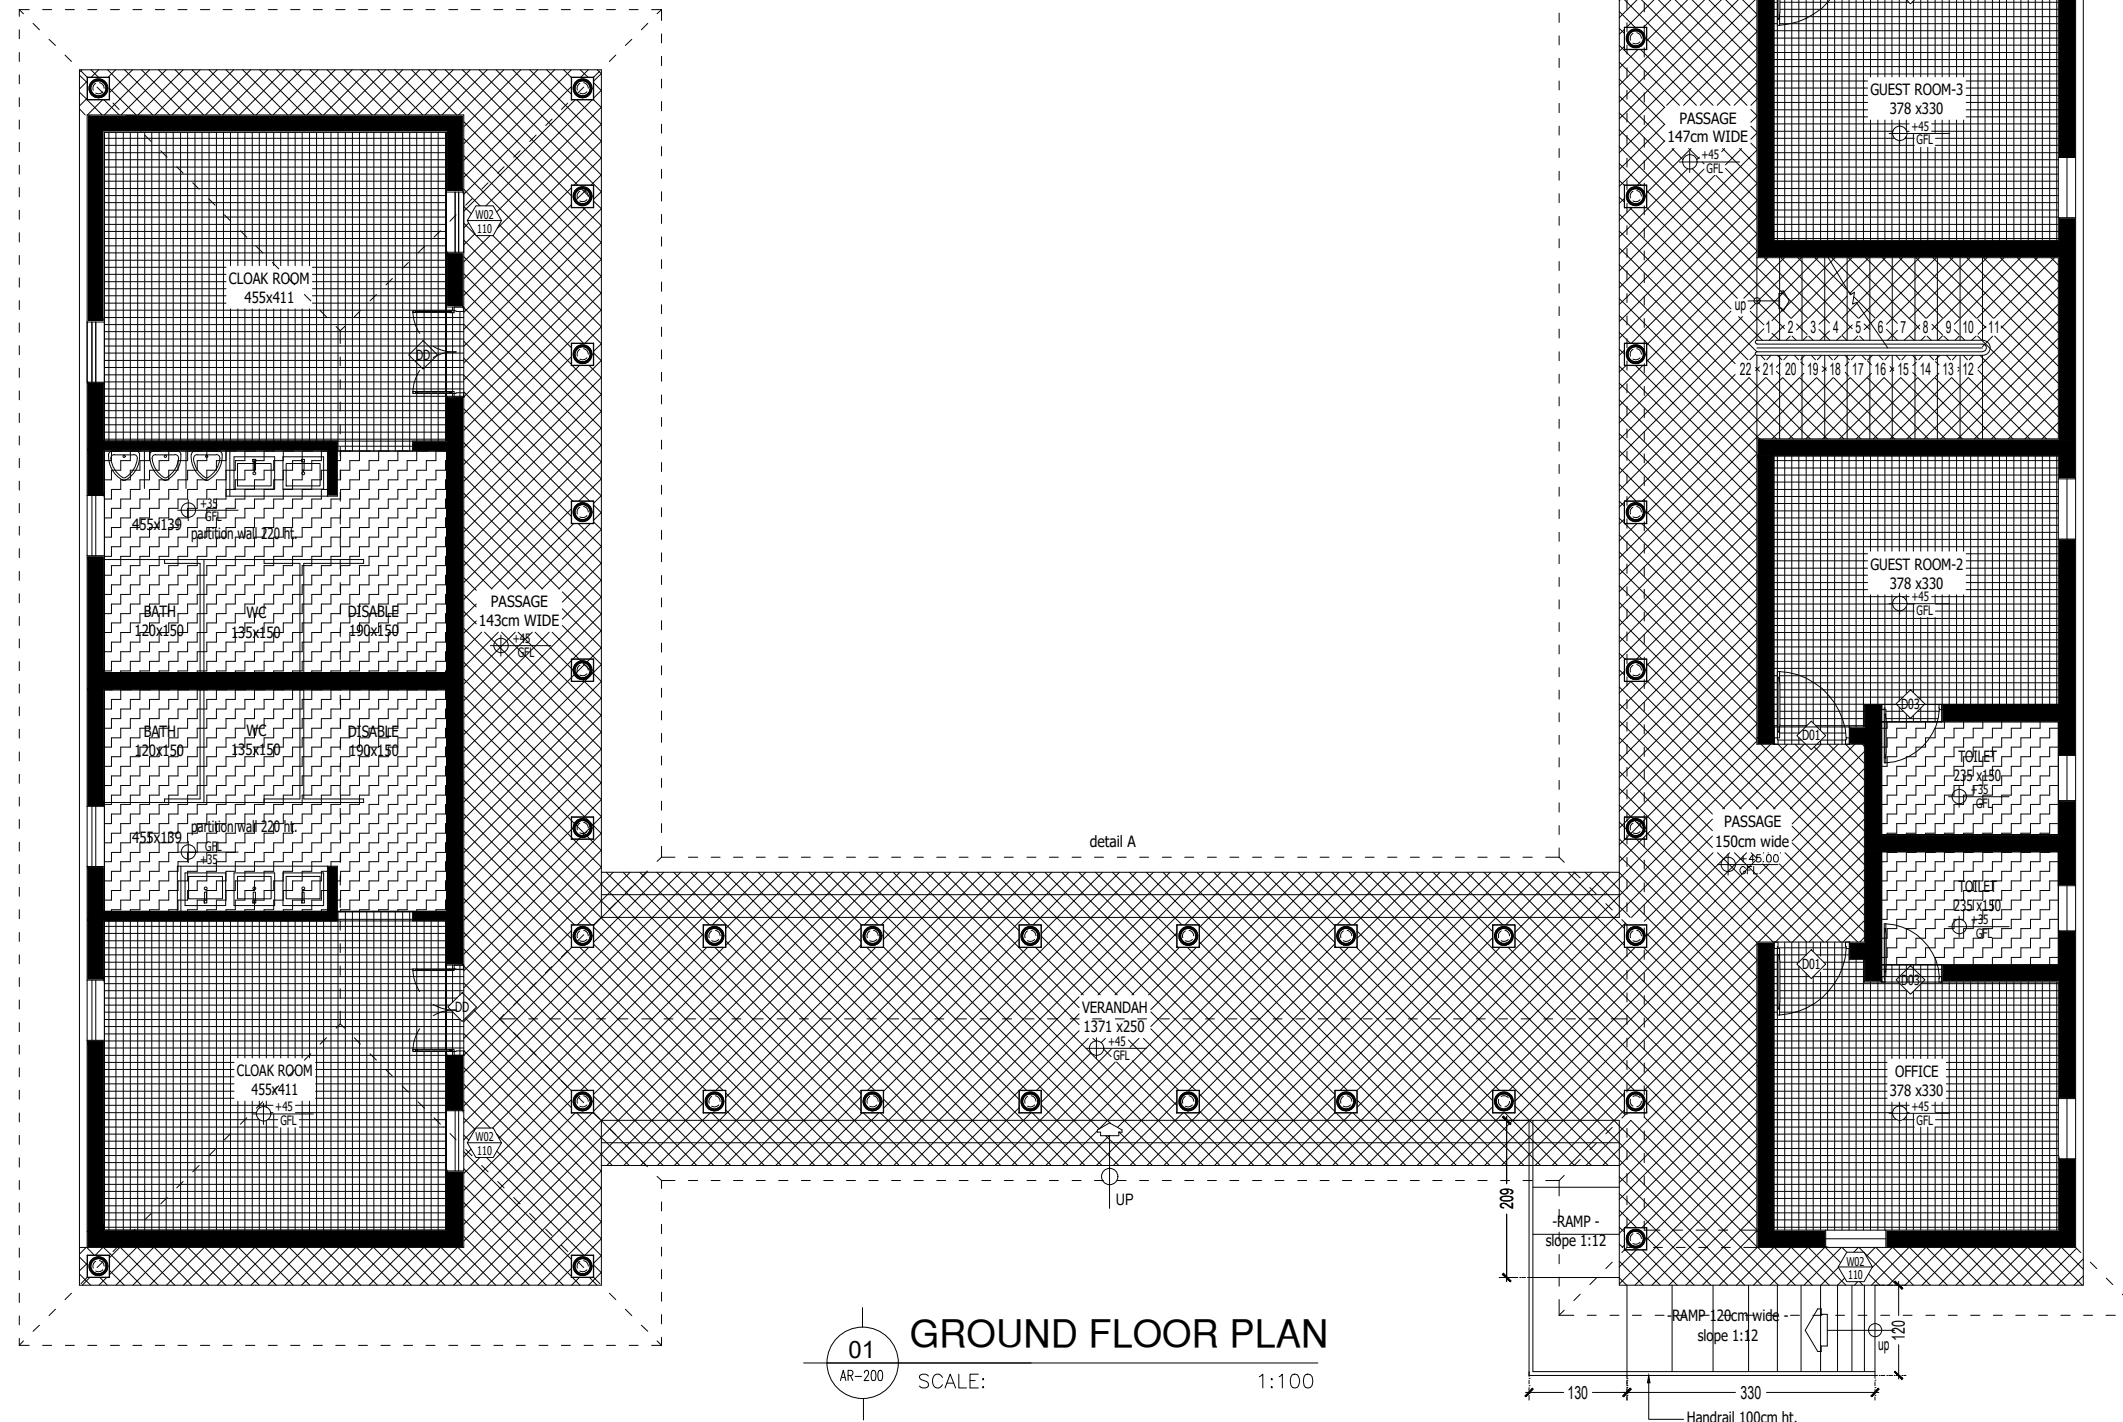 GUEST ROOM-3
378 x330
+45
GFL
PASSAGE
147cm WIDE
+45
GFL
W02
110
CLOAK ROOM
455x411
DD
up
1 2 3 4 5 6 7 8 9 10 11
22 21 20 19 18 17 16 15 14 13 12
+35
GFL
455x139
partition wall 220 ht.
BATH
120x150
WC
135x150
DISABLE
190x150
PASSAGE
143cm WIDE
+45
GFL
GUEST ROOM-2
378 x330
+45
GFL
D03
D01
BATH
120x150
WC
135x150
DISABLE
190x150
TOILET
235 x150
+35
GFL
455x139
partition wall 220 ht.
GFL
+35
detail A
PASSAGE
150cm wide
+45.00
GFL
TOILET
235 x150
+35
GFL
D01
D03
DD
VERANDAH
1371 x250
+45
GFL
CLOAK ROOM
455x411
+45
GFL
OFFICE
378 x330
+45
GFL
W02
110
UP
209
-RAMP -
slope 1:12
W02
110
RAMP 120cm wide -
slope 1:12
up
120
01
AR-200
GROUND FLOOR PLAN
SCALE: 1:100
130
330
Handrail 100cm ht.